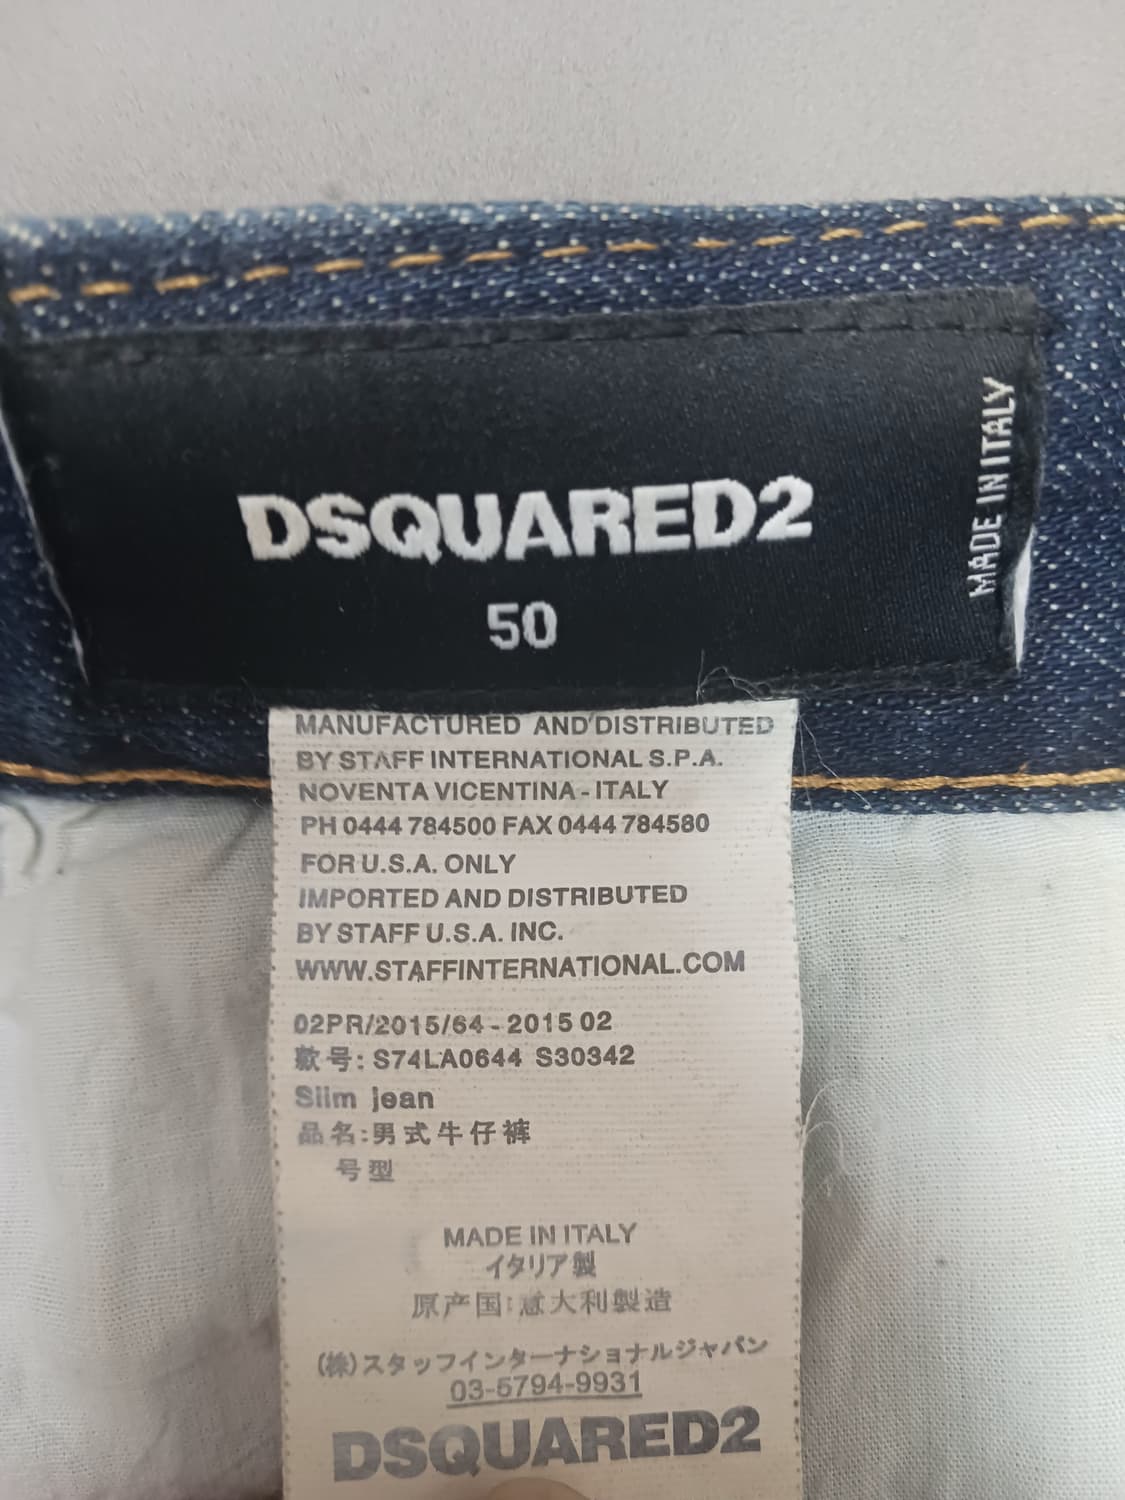 DSQUARED2
50
MADE IN ITALY
MANUFACTURED AND DISTRIBUTED
BY STAFF INTERNATIONAL S.P.A.
NOVENTA VICENTINA - ITALY
PH 0444 784500 FAX 0444 784580
FOR U.S.A. ONLY
IMPORTED AND DISTRIBUTED
BY STAFF U.S.A. INC.
WWW.STAFFINTERNATIONAL.COM
02PR/2015/64 - 2015 02
款号: S74LA0644 S30342
Slim jean
品名:男式牛仔裤
号型
MADE IN ITALY
イタリア製
原产国:意大利製造
(株)スタッフインターナショナルジャパン
03-5794-9931
DSQUARED2